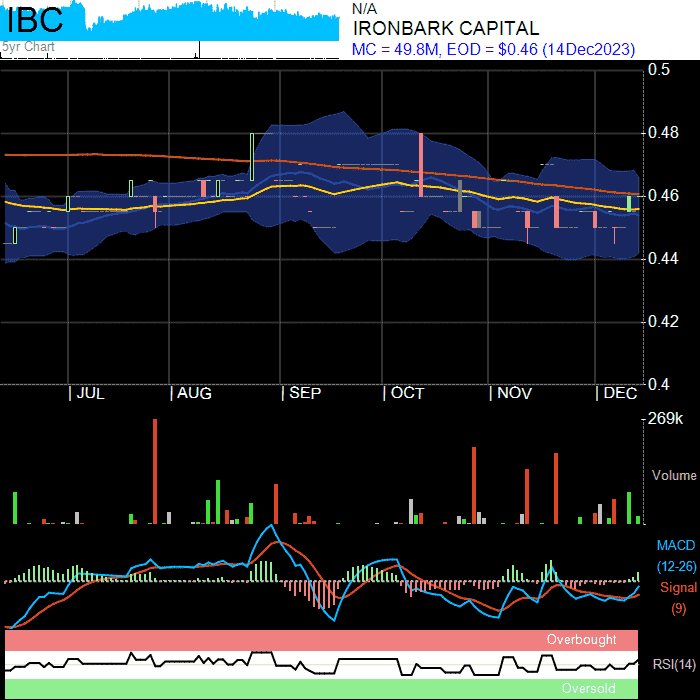 IBC
5yr Chart
N/A
IRONBARK CAPITAL
MC = 49.8M, EOD = $0.46 (14Dec2023)
0.5
0.48
0.46
0.44
0.42
0.4
JUL AUG SEP OCT NOV DEC
269k
Volume
MACD
(12-26)
Signal
(9)
Overbought
RSI(14)
Oversold